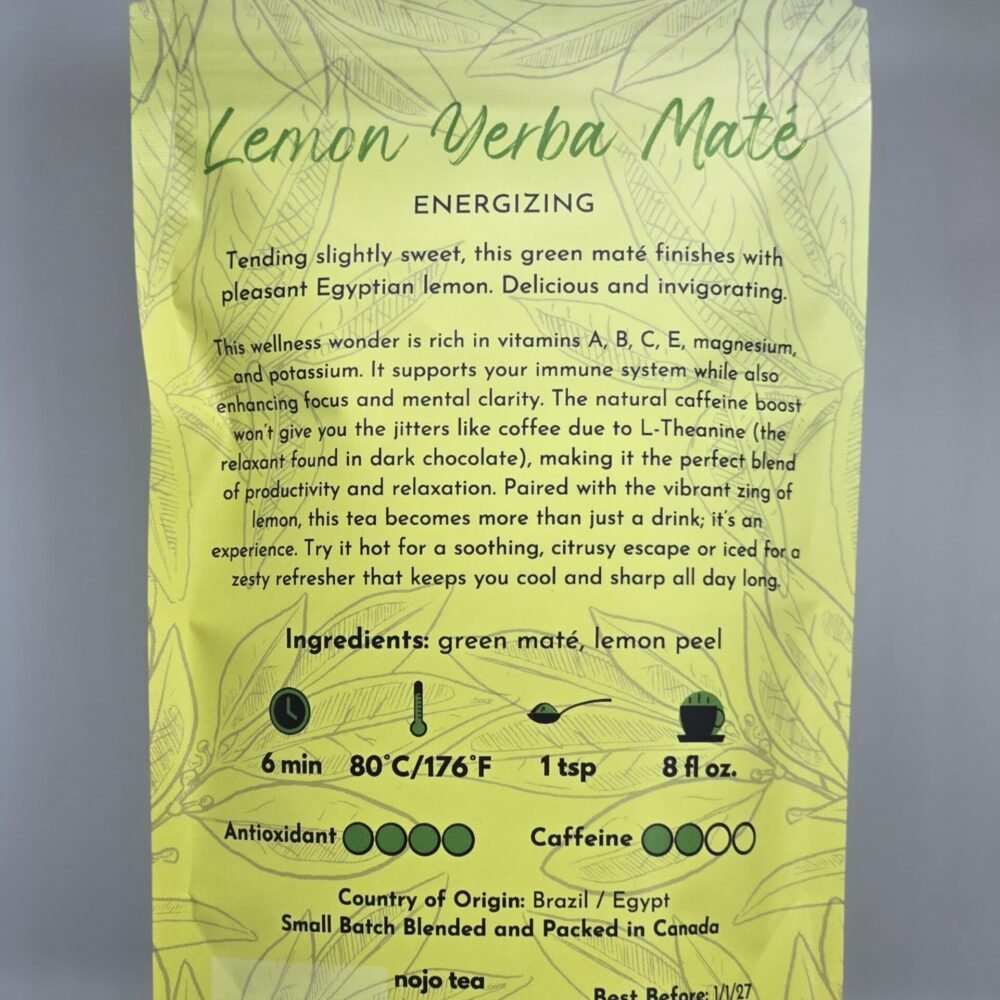 Lemon Yerba Maté
ENERGIZING
Tending slightly sweet, this green maté finishes with
pleasant Egyptian lemon. Delicious and invigorating.
This wellness wonder is rich in vitamins A, B, C, E, magnesium,
and potassium. It supports your immune system while also
enhancing focus and mental clarity. The natural caffeine boost
won't give you the jitters like coffee due to L-Theanine (the
relaxant found in dark chocolate), making it the perfect blend
of productivity and relaxation. Paired with the vibrant zing of
lemon, this tea becomes more than just a drink; it's an
experience. Try it hot for a soothing, citrusy escape or iced for a
zesty refresher that keeps you cool and sharp all day long.
Ingredients: green maté, lemon peel
6 min 80°C/176°F 1 tsp 8 fl oz.
Antioxidant Caffeine
Country of Origin: Brazil / Egypt
Small Batch Blended and Packed in Canada
nojo tea
Best Before: 1/1/27